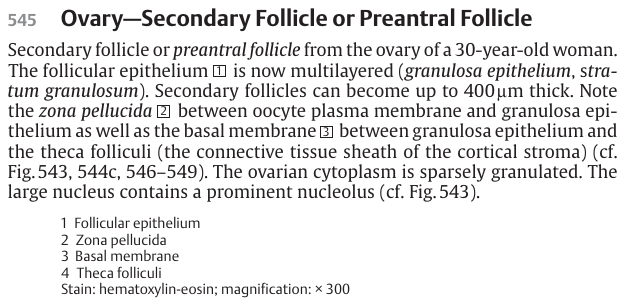 545 Ovary—Secondary Follicle or Preantral Follicle
Secondary follicle or preantral follicle from the ovary of a 30-year-old woman.
The follicular epithelium 1 is now multilayered (granulosa epithelium, stra-
tum granulosum). Secondary follicles can become up to 400 µm thick. Note
the zona pellucida 2 between oocyte plasma membrane and granulosa epi-
thelium as well as the basal membrane 3 between granulosa epithelium and
the theca folliculi (the connective tissue sheath of the cortical stroma) (cf.
Fig. 543, 544c, 546–549). The ovarian cytoplasm is sparsely granulated. The
large nucleus contains a prominent nucleolus (cf. Fig. 543).
1 Follicular epithelium
2 Zona pellucida
3 Basal membrane
4 Theca folliculi
Stain: hematoxylin-eosin; magnification: × 300